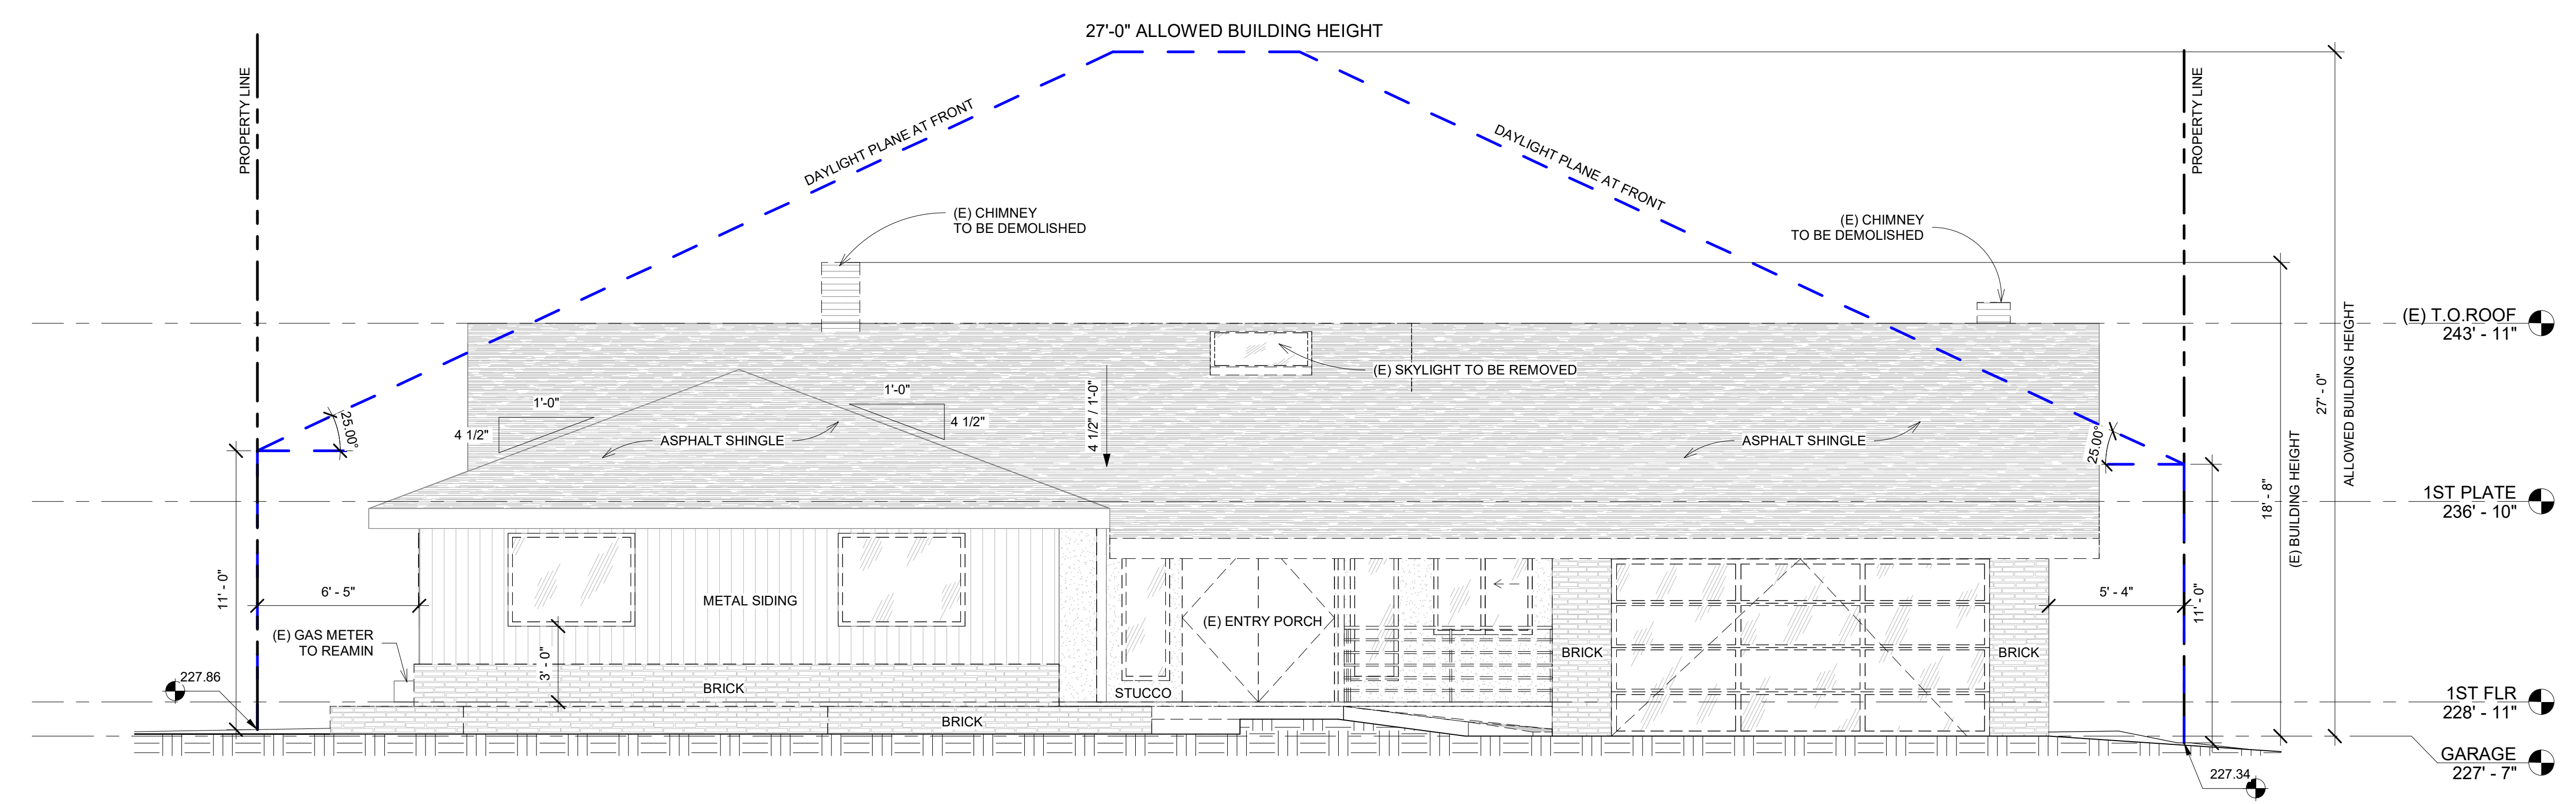 27'-0" ALLOWED BUILDING HEIGHT
PROPERTY LINE
PROPERTY LINE
DAYLIGHT PLANE AT FRONT
DAYLIGHT PLANE AT FRONT
(E) CHIMNEY
TO BE DEMOLISHED
(E) CHIMNEY
TO BE DEMOLISHED
(E) T.O.ROOF
243' - 11"
(E) SKYLIGHT TO BE REMOVED
1'-0"
4 1/2"
1'-0"
4 1/2"
4 1/2" / 1'-0"
25.00°
25.00°
ASPHALT SHINGLE
ASPHALT SHINGLE
27' - 0"
ALLOWED BUILDING HEIGHT
18' - 8"
(E) BUILDING HEIGHT
1ST PLATE
236' - 10"
11' - 0"
6' - 5"
METAL SIDING
(E) ENTRY PORCH
5' - 4"
11' - 0"
(E) GAS METER
TO REAMIN
3' - 0"
BRICK
BRICK
BRICK
STUCCO
BRICK
227.86
BRICK
1ST FLR
228' - 11"
GARAGE
227' - 7"
227.34